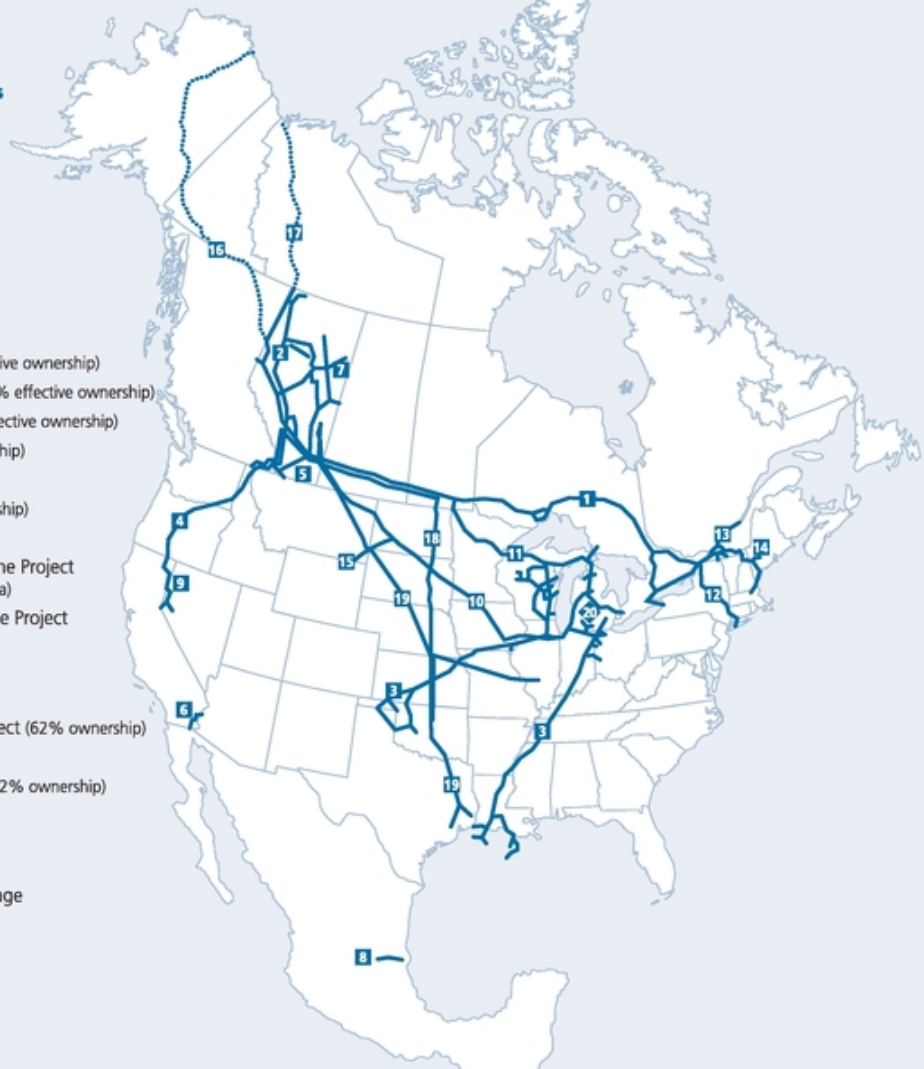 s
ive ownership)
% effective ownership)
ective ownership)
hip)
ship)
ne Project
a)
e Project
ect (62% ownership)
2% ownership)
age
16
17
2
7
5
1
4
18
13
14
11
15
9
19
10
12
20
3
6
3
19
8